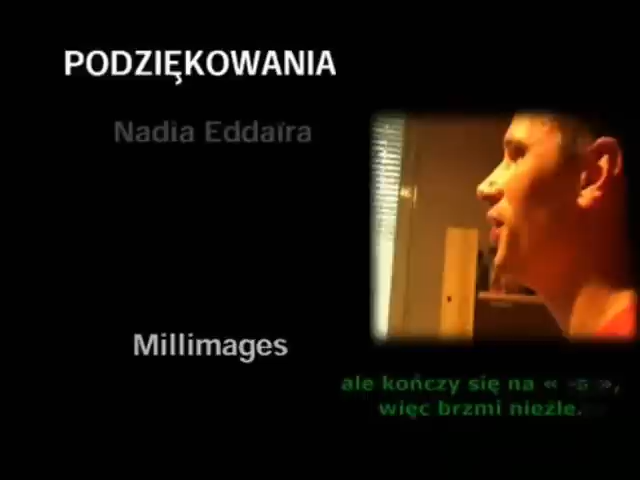 PODZIĘKOWANIA
Nadia Eddaïra
Millimages
ale kończy się na « »,
więc brzmi nieźle.